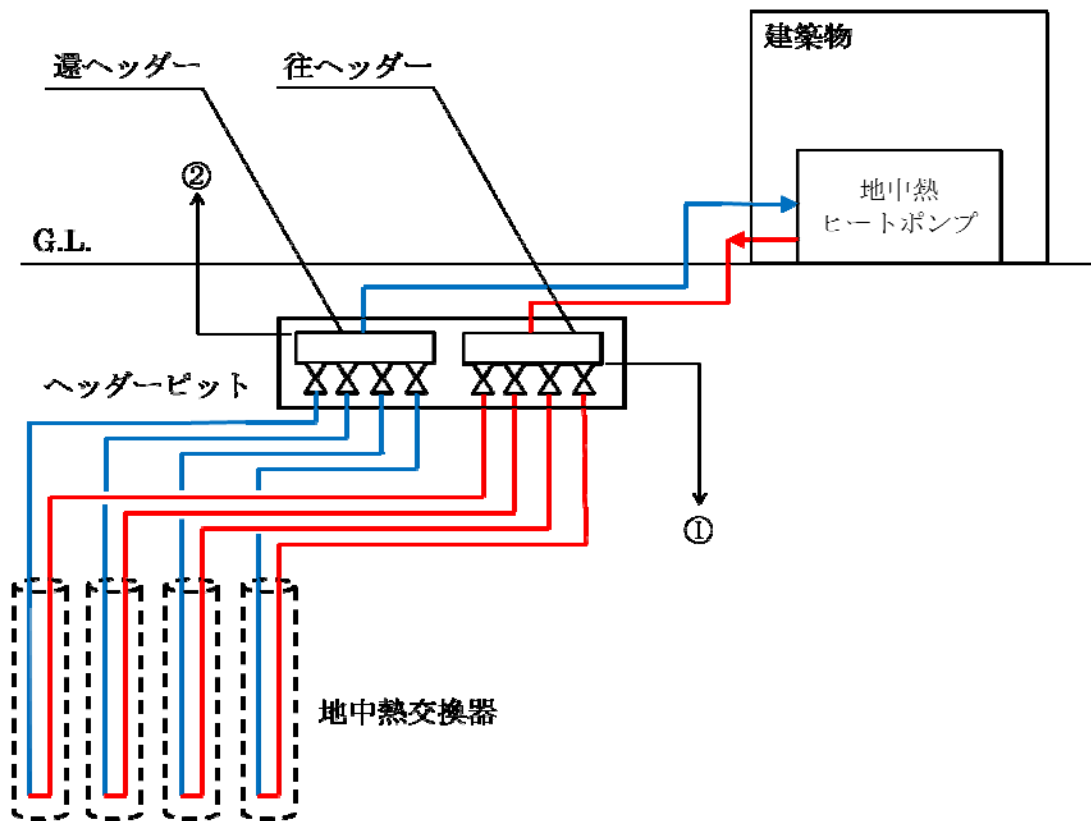 建築物
還ヘッダー
往ヘッダー
②
地中熱
ヒートポンプ
G.L.
ヘッダーピット
①
地中熱交換器